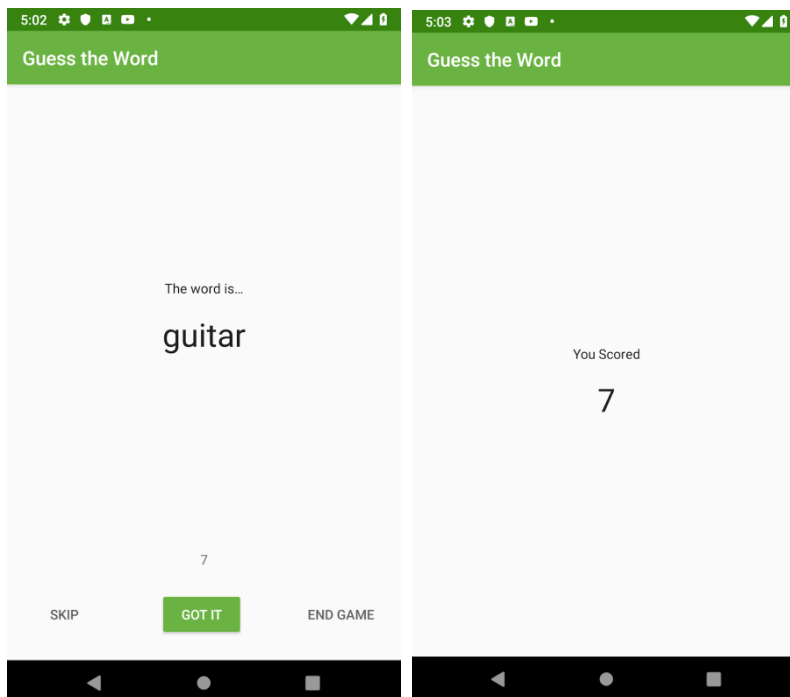 5:02
Guess the Word
The word is...
guitar
7
SKIP
GOT IT
END GAME
5:03
Guess the Word
You Scored
7